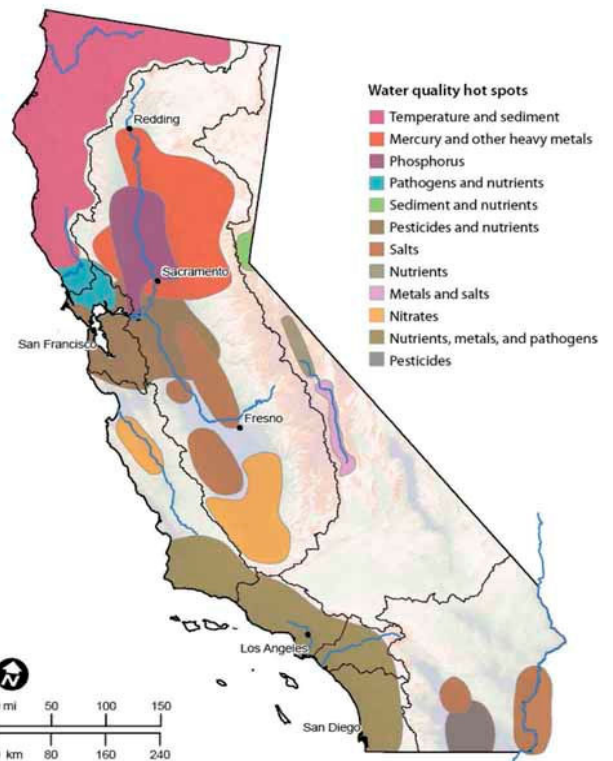 Water quality hot spots
Temperature and sediment
Mercury and other heavy metals
Phosphorus
Pathogens and nutrients
Sediment and nutrients
Pesticides and nutrients
Salts
Nutrients
Metals and salts
Nitrates
Nutrients, metals, and pathogens
Pesticides
Redding
Sacramento
San Francisco
Fresno
Los Angeles
San Diego
N
mi 50 100 150
km 80 160 240